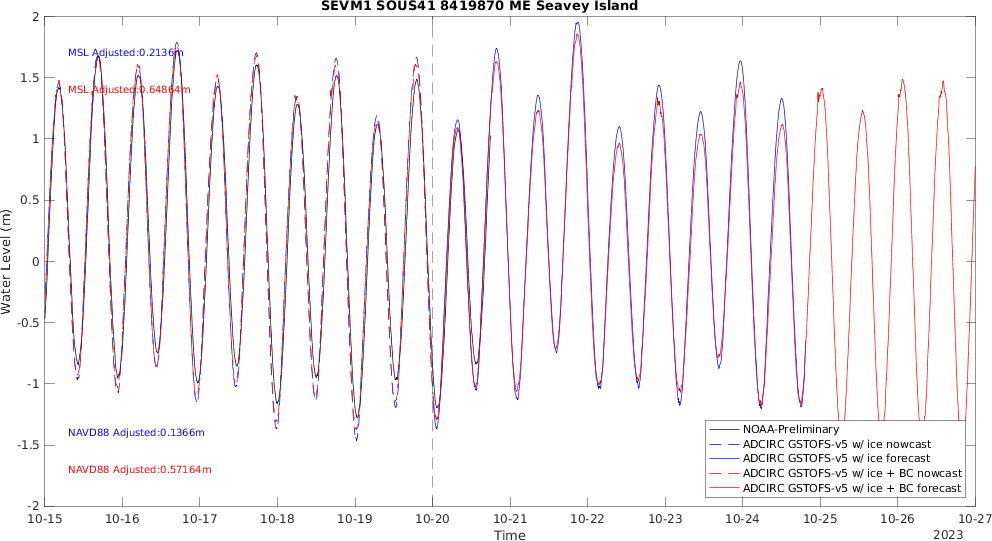 SEVM1 SOUS41 8419870 ME Seavey Island
2
1.5
1
0.5
0
-0.5
-1
-1.5
-2
Water Level (m)
MSL Adjusted:0.2136m
MSL Adjusted:0.64864m
NAVD88 Adjusted:0.1366m
NAVD88 Adjusted:0.57164m
NOAA-Preliminary
ADCIRC GSTOFS-v5 w/ ice nowcast
ADCIRC GSTOFS-v5 w/ ice forecast
ADCIRC GSTOFS-v5 w/ ice + BC nowcast
ADCIRC GSTOFS-v5 w/ ice + BC forecast
10-15 10-16 10-17 10-18 10-19 10-20 10-21 10-22 10-23 10-24 10-25 10-26 10-27
Time
2023